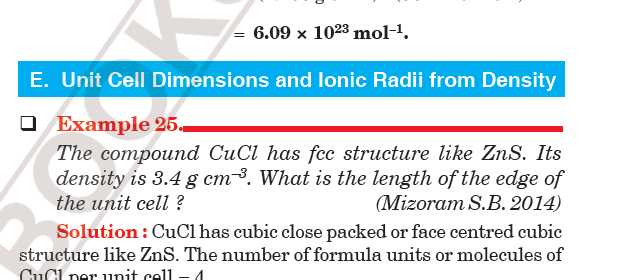 = 6.09 × 10²³ mol⁻¹.
E. Unit Cell Dimensions and Ionic Radii from Density
❑ Example 25.
The compound CuCl has fcc structure like ZnS. Its
density is 3.4 g cm⁻³. What is the length of the edge of
the unit cell ? (Mizoram S.B. 2014)
Solution : CuCl has cubic close packed or face centred cubic
structure like ZnS. The number of formula units or molecules of
CuCl per unit cell = 4